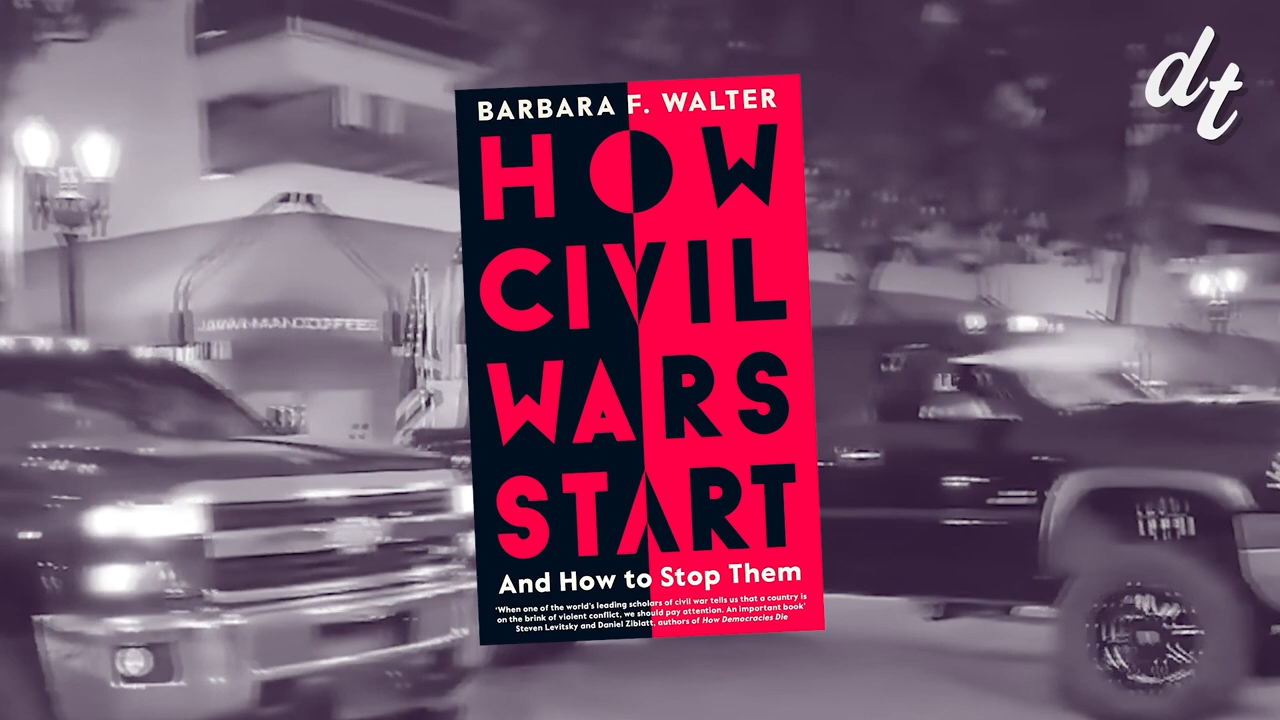 dt
BARBARA F. WALTER
HOW
CIVIL
WARS
START
And How to Stop Them
'When one of the world's leading scholars of civil war tells us that a country is
on the brink of violent conflict, we should pay attention. An important book'
Steven Levitsky and Daniel Ziblatt, authors of How Democracies Die